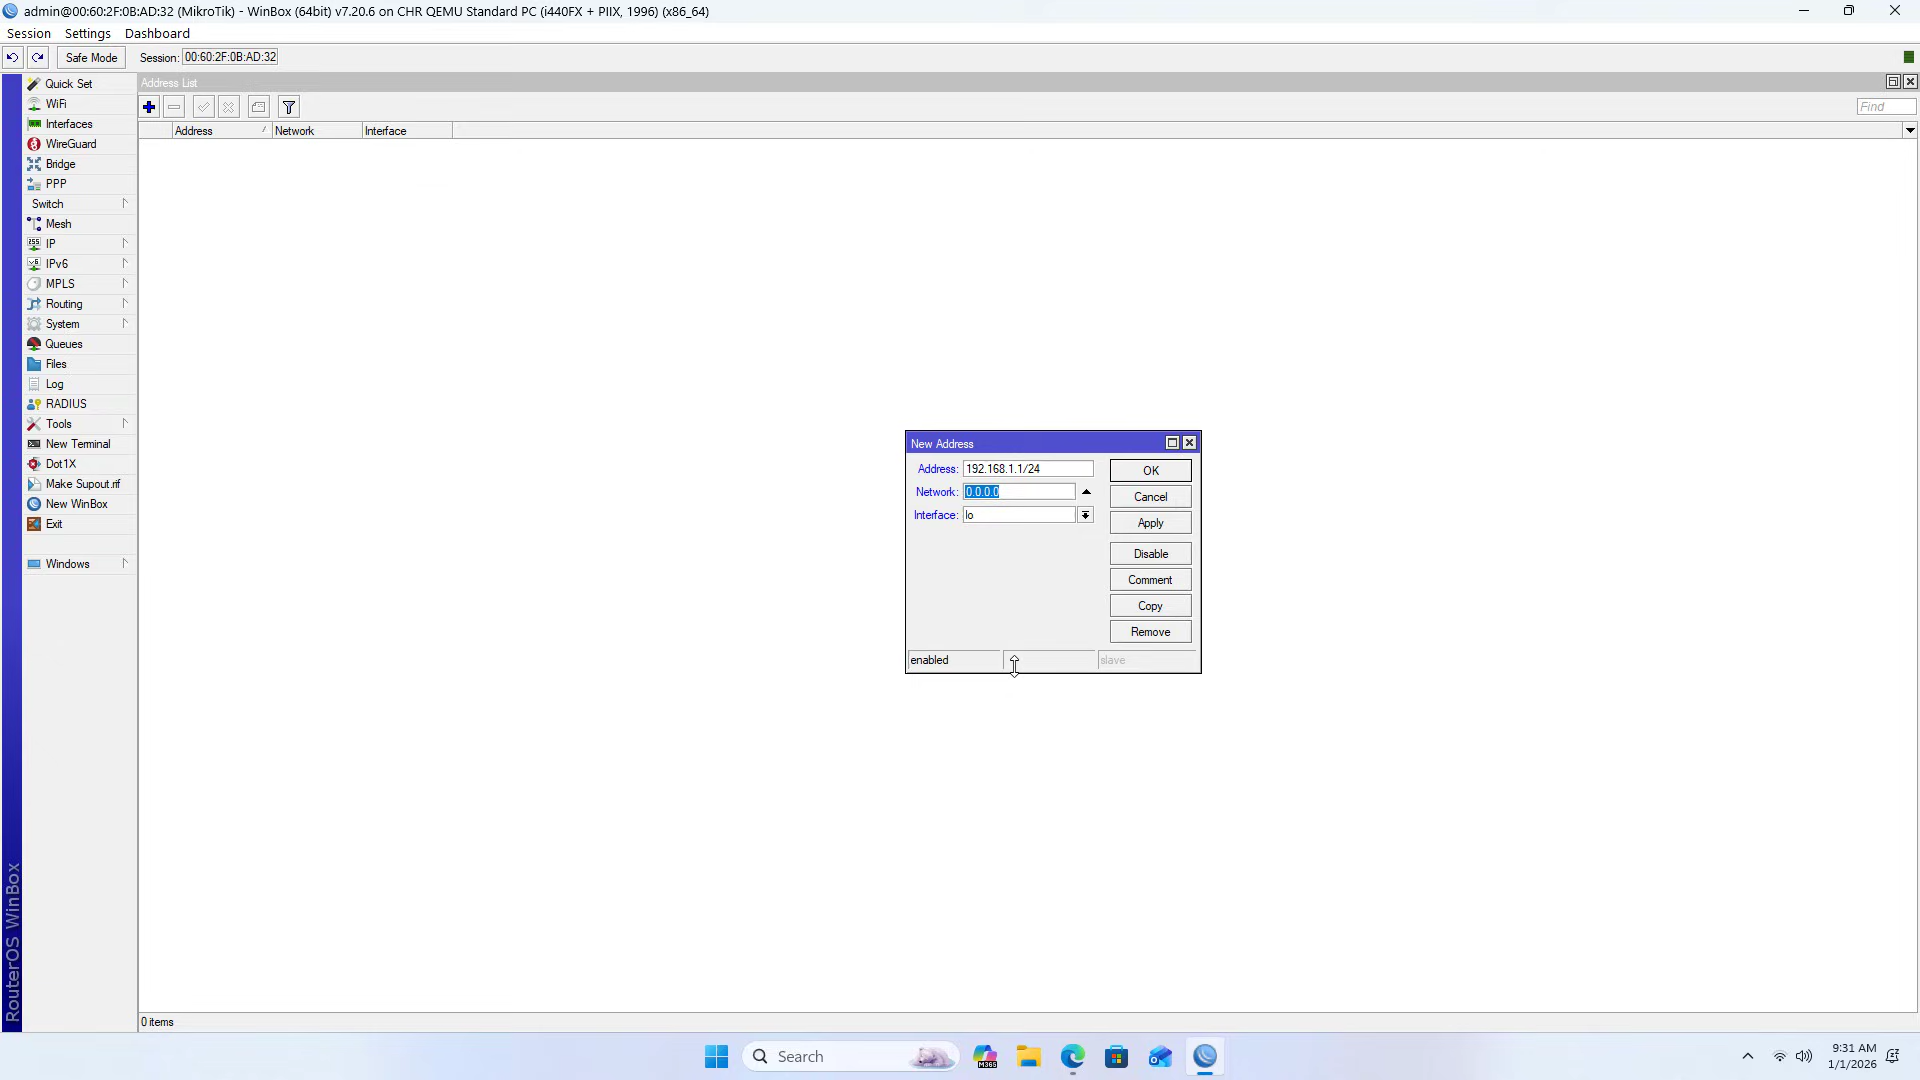 admin@00:60:2F:0B:AD:32 (MikroTik) - WinBox (64bit) v7.20.6 on CHR QEMU Standard PC (i440FX + PIIX, 1996) (x86_64)
Session Settings Dashboard
Safe Mode Session: 00:60:2F:0B:AD:32
Quick Set
WiFi
Interfaces
WireGuard
Bridge
PPP
Switch
Mesh
IP
IPv6
MPLS
Routing
System
Queues
Files
Log
RADIUS
Tools
New Terminal
Dot1X
Make Supout.rif
New WinBox
Exit
Windows
RouterOS WinBox
Address List
Find
Address Network Interface
New Address
Address: 192.168.1.1/24
Network: 0.0.0.0
Interface: lo
OK
Cancel
Apply
Disable
Comment
Copy
Remove
enabled slave
0 items
Search
M365
9:31 AM
1/1/2026